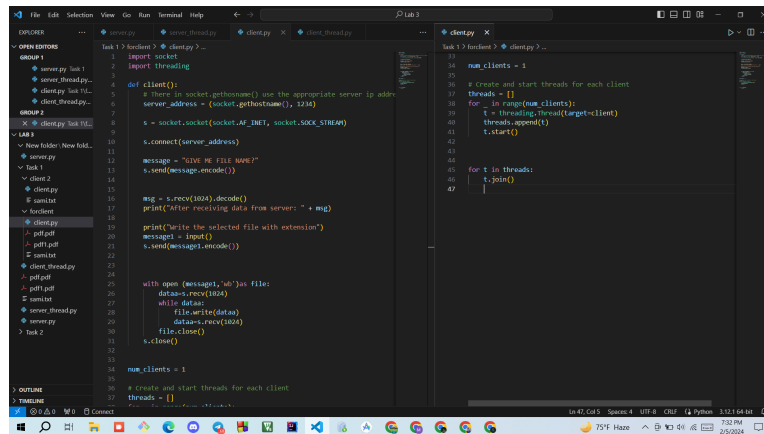 File Edit Selection View Go Run Terminal Help
Lab 3
EXPLORER
OPEN EDITORS
GROUP 1
server.py Task 1
server_thread.py...
client.py Task 1\f...
client_thread.py...
GROUP 2
client.py Task 1\f...
LAB 3
New folder\New fold...
server.py
Task 1
client 2
client.py
sami.txt
forclient
client.py
pdf.pdf
pdf1.pdf
sami.txt
client_thread.py
pdf.pdf
pdf1.pdf
sami.txt
server_thread.py
server.py
Task 2
OUTLINE
TIMELINE
server.py server_thread.py client.py client_thread.py
Task 1 > forclient > client.py > ...
1 import socket
2 import threading
3
4 def client():
5 # There in socket.gethosname() use the appropriate server ip addre
6 server_address = (socket.gethostname(), 1234)
7
8 s = socket.socket(socket.AF_INET, socket.SOCK_STREAM)
9
10 s.connect(server_address)
11
12 message = "GIVE ME FILE NAME?"
13 s.send(message.encode())
14
15
16 msg = s.recv(1024).decode()
17 print("After receiving data from server: " + msg)
18
19 print("Write the selected file with extension")
20 message1 = input()
21 s.send(message1.encode())
22
23
24
25 with open (message1,'wb')as file:
26 dataa=s.recv(1024)
27 while dataa:
28 file.write(dataa)
29 dataa=s.recv(1024)
30 file.close()
31 s.close()
32
33
34 num_clients = 1
35
36 # Create and start threads for each client
37 threads = []
client.py
Task 1 > forclient > client.py > ...
33
34 num_clients = 1
35
36 # Create and start threads for each client
37 threads = []
38 for _ in range(num_clients):
39 t = threading.Thread(target=client)
40 threads.append(t)
41 t.start()
42
43
44
45 for t in threads:
46 t.join()
47
0 0 0 Connect
Ln 47, Col 5 Spaces: 4 UTF-8 CRLF Python 3.12.1 64-bit
75°F Haze
7:32 PM
2/5/2024